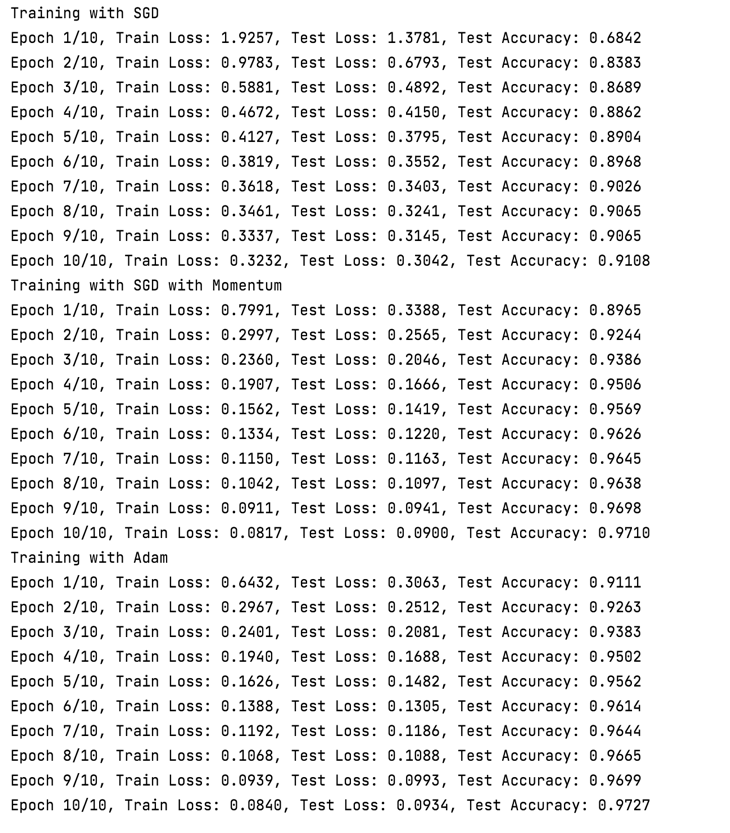 Training with SGD
Epoch 1/10, Train Loss: 1.9257, Test Loss: 1.3781, Test Accuracy: 0.6842
Epoch 2/10, Train Loss: 0.9783, Test Loss: 0.6793, Test Accuracy: 0.8383
Epoch 3/10, Train Loss: 0.5881, Test Loss: 0.4892, Test Accuracy: 0.8689
Epoch 4/10, Train Loss: 0.4672, Test Loss: 0.4150, Test Accuracy: 0.8862
Epoch 5/10, Train Loss: 0.4127, Test Loss: 0.3795, Test Accuracy: 0.8904
Epoch 6/10, Train Loss: 0.3819, Test Loss: 0.3552, Test Accuracy: 0.8968
Epoch 7/10, Train Loss: 0.3618, Test Loss: 0.3403, Test Accuracy: 0.9026
Epoch 8/10, Train Loss: 0.3461, Test Loss: 0.3241, Test Accuracy: 0.9065
Epoch 9/10, Train Loss: 0.3337, Test Loss: 0.3145, Test Accuracy: 0.9065
Epoch 10/10, Train Loss: 0.3232, Test Loss: 0.3042, Test Accuracy: 0.9108
Training with SGD with Momentum
Epoch 1/10, Train Loss: 0.7991, Test Loss: 0.3388, Test Accuracy: 0.8965
Epoch 2/10, Train Loss: 0.2997, Test Loss: 0.2565, Test Accuracy: 0.9244
Epoch 3/10, Train Loss: 0.2360, Test Loss: 0.2046, Test Accuracy: 0.9386
Epoch 4/10, Train Loss: 0.1907, Test Loss: 0.1666, Test Accuracy: 0.9506
Epoch 5/10, Train Loss: 0.1562, Test Loss: 0.1419, Test Accuracy: 0.9569
Epoch 6/10, Train Loss: 0.1334, Test Loss: 0.1220, Test Accuracy: 0.9626
Epoch 7/10, Train Loss: 0.1150, Test Loss: 0.1163, Test Accuracy: 0.9645
Epoch 8/10, Train Loss: 0.1042, Test Loss: 0.1097, Test Accuracy: 0.9638
Epoch 9/10, Train Loss: 0.0911, Test Loss: 0.0941, Test Accuracy: 0.9698
Epoch 10/10, Train Loss: 0.0817, Test Loss: 0.0900, Test Accuracy: 0.9710
Training with Adam
Epoch 1/10, Train Loss: 0.6432, Test Loss: 0.3063, Test Accuracy: 0.9111
Epoch 2/10, Train Loss: 0.2967, Test Loss: 0.2512, Test Accuracy: 0.9263
Epoch 3/10, Train Loss: 0.2401, Test Loss: 0.2081, Test Accuracy: 0.9383
Epoch 4/10, Train Loss: 0.1940, Test Loss: 0.1688, Test Accuracy: 0.9502
Epoch 5/10, Train Loss: 0.1626, Test Loss: 0.1482, Test Accuracy: 0.9562
Epoch 6/10, Train Loss: 0.1388, Test Loss: 0.1305, Test Accuracy: 0.9614
Epoch 7/10, Train Loss: 0.1192, Test Loss: 0.1186, Test Accuracy: 0.9644
Epoch 8/10, Train Loss: 0.1068, Test Loss: 0.1088, Test Accuracy: 0.9665
Epoch 9/10, Train Loss: 0.0939, Test Loss: 0.0993, Test Accuracy: 0.9699
Epoch 10/10, Train Loss: 0.0840, Test Loss: 0.0934, Test Accuracy: 0.9727